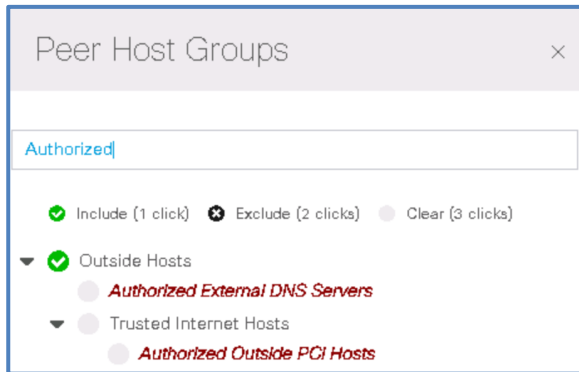 Peer Host Groups
Authorized
Include (1 click) Exclude (2 clicks) Clear (3 clicks)
Outside Hosts
Authorized External DNS Servers
Trusted Internet Hosts
Authorized Outside PCI Hosts